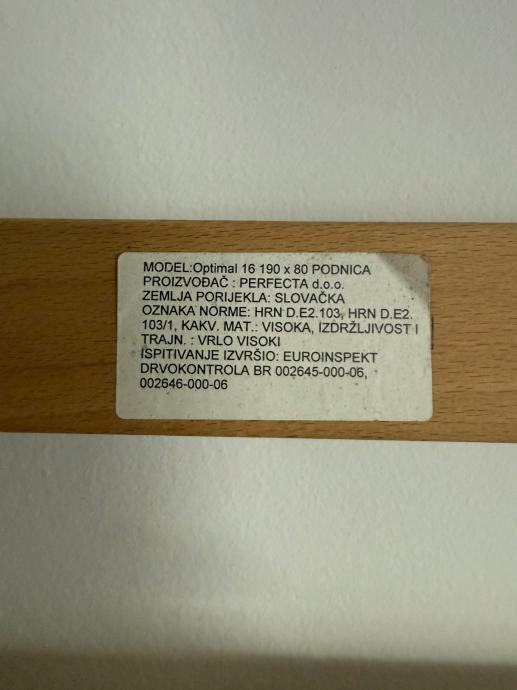 MODEL:Optimal 16 190 x 80 PODNICA
PROIZVOĐAČ : PERFECTA d.o.o.
ZEMLJA PORIJEKLA: SLOVAČKA
OZNAKA NORME: HRN D.E2.103, HRN D.E2.
103/1, KAKV. MAT.: VISOKA, IZDRŽLJIVOST I
TRAJN. : VRLO VISOKI
ISPITIVANJE IZVRŠIO: EUROINSPEKT
DRVOKONTROLA BR 002645-000-06,
002646-000-06